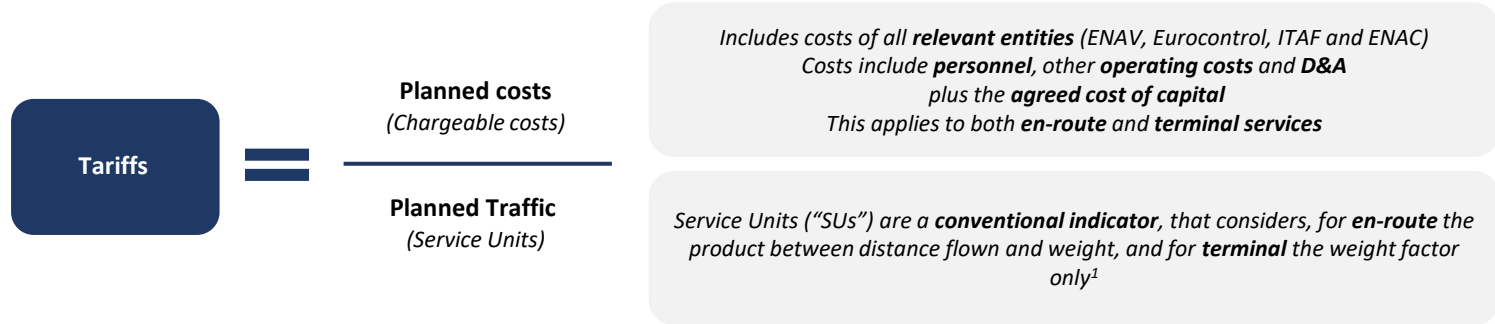 Tariffs
Planned costs
(Chargeable costs)
Planned Traffic
(Service Units)
Includes costs of all relevant entities (ENAV, Eurocontrol, ITAF and ENAC)
Costs include personnel, other operating costs and D&A
plus the agreed cost of capital
This applies to both en-route and terminal services
Service Units (“SUs”) are a conventional indicator, that considers, for en-route the
product between distance flown and weight, and for terminal the weight factor
only1